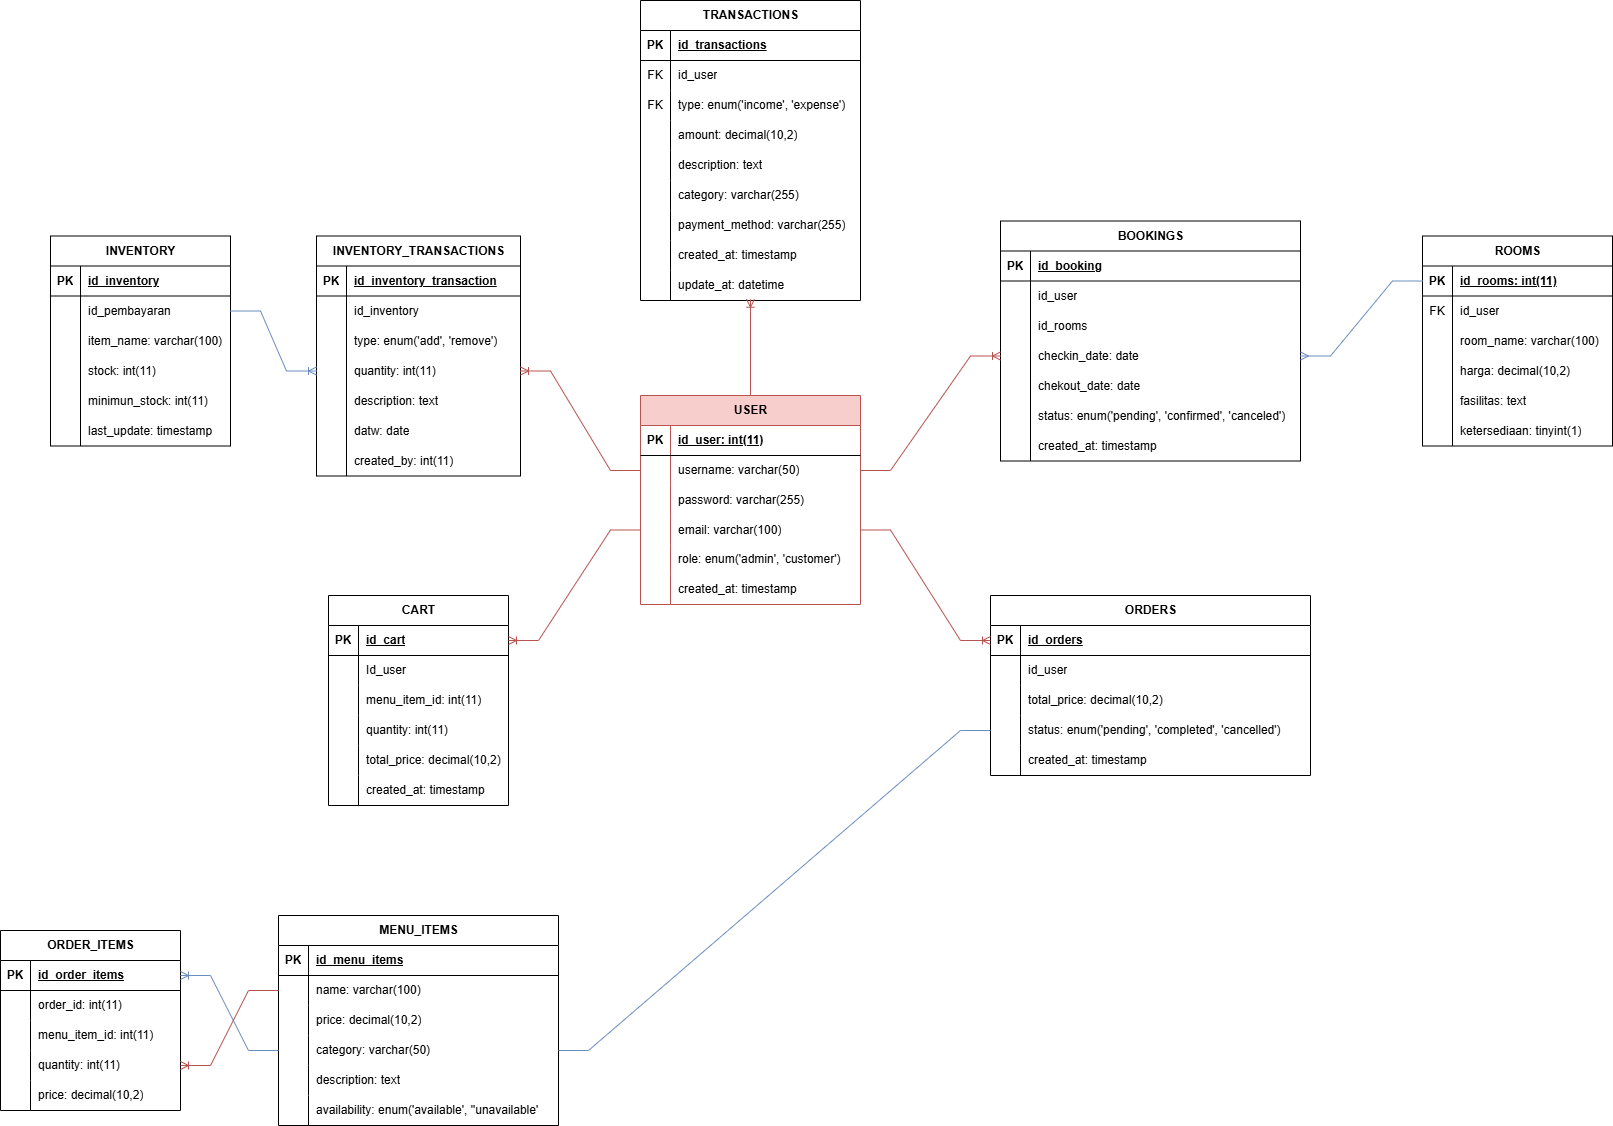 TRANSACTIONS
PK id_transactions
FK id_user
FK type: enum('income', 'expense')
amount: decimal(10,2)
description: text
category: varchar(255)
payment_method: varchar(255)
created_at: timestamp
update_at: datetime
INVENTORY
PK id_inventory
id_pembayaran
item_name: varchar(100)
stock: int(11)
minimun_stock: int(11)
last_update: timestamp
INVENTORY_TRANSACTIONS
PK id_inventory_transaction
id_inventory
type: enum('add', 'remove')
quantity: int(11)
description: text
datw: date
created_by: int(11)
BOOKINGS
PK id_booking
id_user
id_rooms
checkin_date: date
chekout_date: date
status: enum('pending', 'confirmed', 'canceled')
created_at: timestamp
ROOMS
PK id_rooms: int(11)
FK id_user
room_name: varchar(100)
harga: decimal(10,2)
fasilitas: text
ketersediaan: tinyint(1)
USER
PK id_user: int(11)
username: varchar(50)
password: varchar(255)
email: varchar(100)
role: enum('admin', 'customer')
created_at: timestamp
CART
PK id_cart
Id_user
menu_item_id: int(11)
quantity: int(11)
total_price: decimal(10,2)
created_at: timestamp
ORDERS
PK id_orders
id_user
total_price: decimal(10,2)
status: enum('pending', 'completed', 'cancelled')
created_at: timestamp
ORDER_ITEMS
PK id_order_items
order_id: int(11)
menu_item_id: int(11)
quantity: int(11)
price: decimal(10,2)
MENU_ITEMS
PK id_menu_items
name: varchar(100)
price: decimal(10,2)
category: varchar(50)
description: text
availability: enum('available', "unavailable'